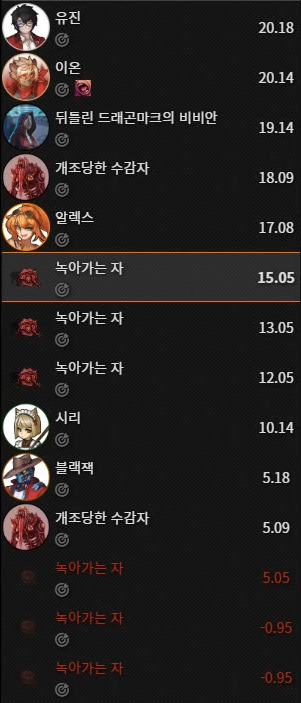 유진
20.18
이온
20.14
뒤틀린 드래곤마크의 비비안
19.14
개조당한 수감자
18.09
알렉스
17.08
녹아가는 자
15.05
녹아가는 자
13.05
녹아가는 자
12.05
시리
10.14
블랙잭
5.18
개조당한 수감자
5.09
녹아가는 자
5.05
녹아가는 자
-0.95
녹아가는 자
-0.95